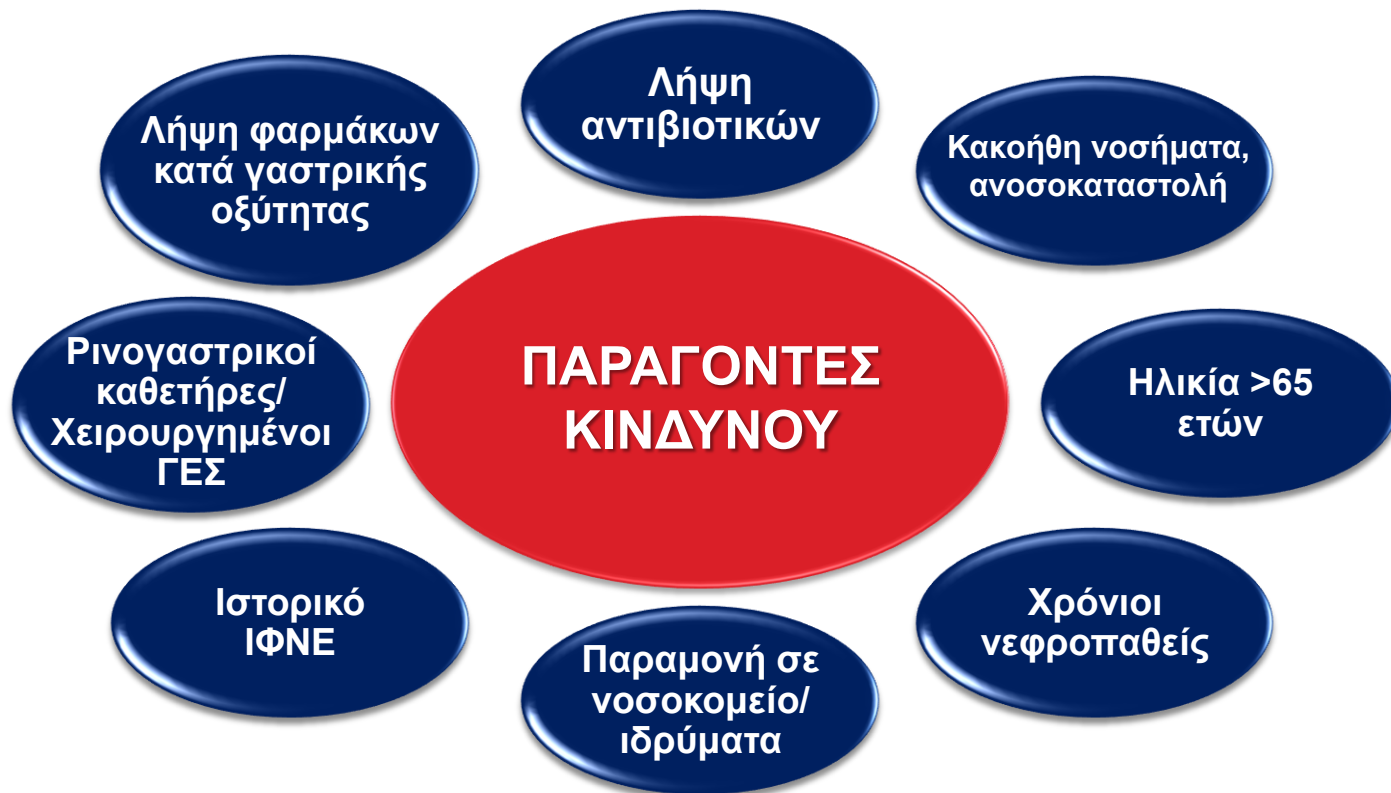 Λήψη
αντιβιοτικών
Λήψη φαρμάκων
κατά γαστρικής
οξύτητας
Κακοήθη νοσήματα,
ανοσοκαταστολή
ΠΑΡΑΓΟΝΤΕΣ
ΚΙΝΔΥΝΟΥ
Ρινογαστρικοί
καθετήρες/
Χειρουργημένοι
ΓΕΣ
Ηλικία >65
ετών
Ιστορικό
ΙΦΝΕ
Χρόνιοι
νεφροπαθείς
Παραμονή σε
νοσοκομείο/
ιδρύματα